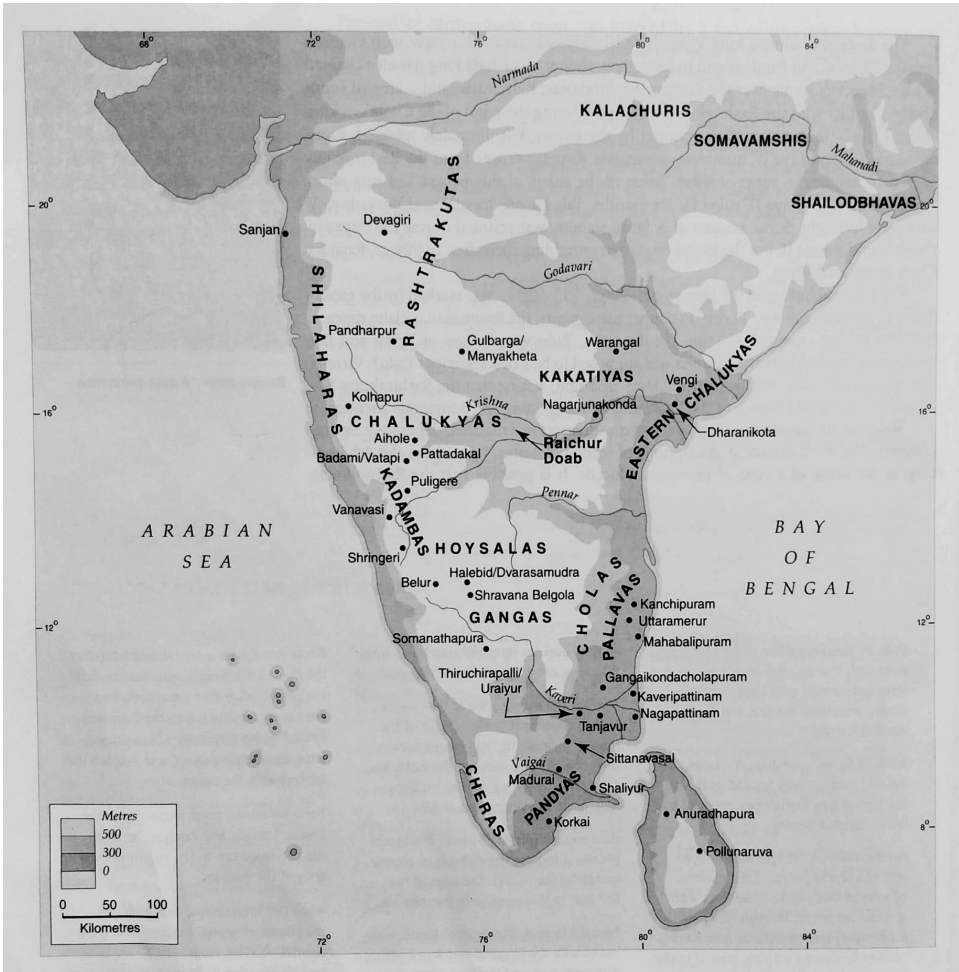 68°
72°
76°
80°
84°
Narmada
KALACHURIS
SOMAVAMSHIS
Mahanadi
SHAILODBHAVAS
20°
20°
Sanjan
Devagiri
RASHTRAKUTAS
Godavari
SHILAHARAS
Pandharpur
Gulbarga/
Manyakheta
Warangal
KAKATIYAS
Vengi
EASTERN CHALUKYAS
Kolhapur
Krishna
Nagarjunakonda
16°
16°
CHALUKYAS
Dharanikota
Aihole
Raichur
Doab
Badami/Vatapi
Pattadakal
KADAMBAS
Puligere
Pennar
Vanavasi
ARABIAN
SEA
BAY
OF
BENGAL
HOYSALAS
Shringeri
Halebid/Dvarasamudra
Belur
Shravana Belgola
CHOLAS
PALLAVAS
Kanchipuram
GANGAS
Uttaramerur
12°
12°
Somanathapura
Mahabalipuram
Thiruchirapalli/
Uraiyur
Gangaikondacholapuram
Kaveri
Kaveripattinam
Tanjavur
Nagapattinam
Sittanavasal
Vaigai
Madurai
CHERAS
PANDYAS
Shaliyur
Korkai
Anuradhapura
8°
Pollunaruva
Metres
500
300
0
0 50 100
Kilometres
72°
76°
80°
84°